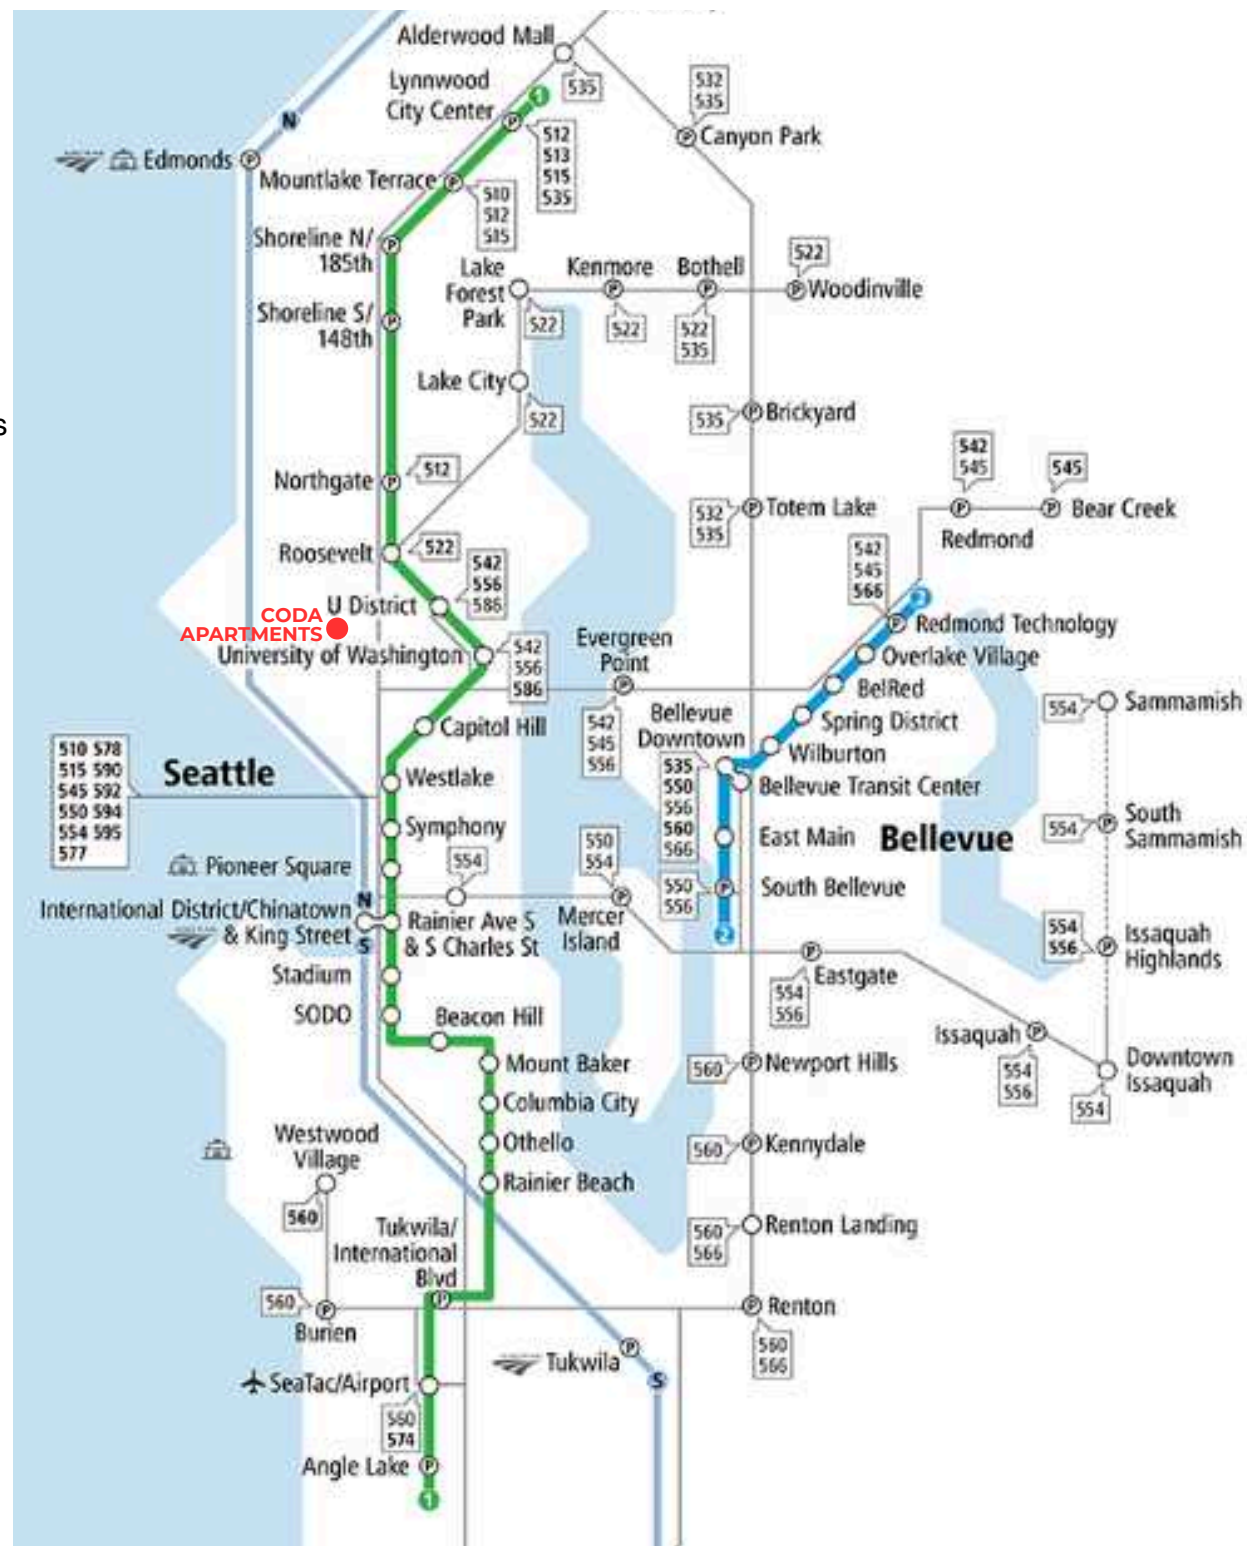 Alderwood Mall
535
Lynnwood
City Center
1
512
513
515
535
532
535
Canyon Park
N
Edmonds
P
Mountlake Terrace
P
510
512
515
Shoreline N/
185th
P
Shoreline S/
148th
P
Lake
Forest
Park
522
Kenmore
P
522
Bothell
P
522
535
522
P
Woodinville
Lake City
522
535
P
Brickyard
s
Northgate
P
512
542
545
P
Redmond
545
P
Bear Creek
532
535
P
Totem Lake
Roosevelt
522
542
556
586
542
545
566
U District
CODA
APARTMENTS
2
P
Redmond Technology
University of Washington
542
556
586
Evergreen
Point
P
542
545
556
Overlake Village
BelRed
Spring District
Wilburton
Bellevue
Downtown
535
550
556
560
566
Bellevue Transit Center
554
Sammamish
Capitol Hill
510 578
515 590
545 592
550 594
554 595
577
Seattle
Westlake
Symphony
Pioneer Square
554
550
554
P
Mercer
Island
East Main
Bellevue
550
556
P
South Bellevue
2
554
P
South
Sammamish
N
International District/Chinatown
& King Street
S
Rainier Ave S
& S Charles St
P
Eastgate
554
556
554
556
P
Issaquah
Highlands
Stadium
SODO
Beacon Hill
Issaquah
P
554
556
Downtown
Issaquah
554
Mount Baker
560
P
Newport Hills
Columbia City
Othello
560
P
Kennydale
Westwood
Village
560
Rainier Beach
Tukwila/
International
Blvd
P
560
566
Renton Landing
560
P
Burien
P
Renton
560
566
P
Tukwila
S
SeaTac/Airport
560
574
Angle Lake
P
1